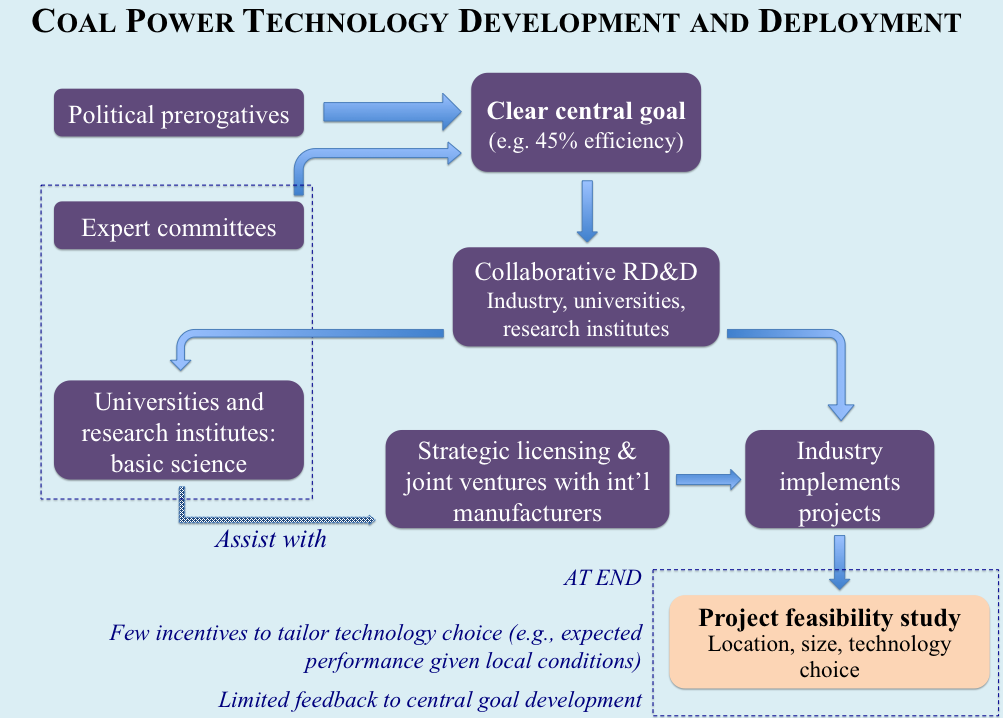 COAL POWER TECHNOLOGY DEVELOPMENT AND DEPLOYMENT
Political prerogatives
Clear central goal
(e.g. 45% efficiency)
Expert committees
Collaborative RD&D
Industry, universities,
research institutes
Universities and
research institutes:
basic science
Strategic licensing &
joint ventures with int'l
manufacturers
Industry
implements
projects
Assist with
AT END
Few incentives to tailor technology choice (e.g., expected
performance given local conditions)
Limited feedback to central goal development
Project feasibility study
Location, size, technology
choice